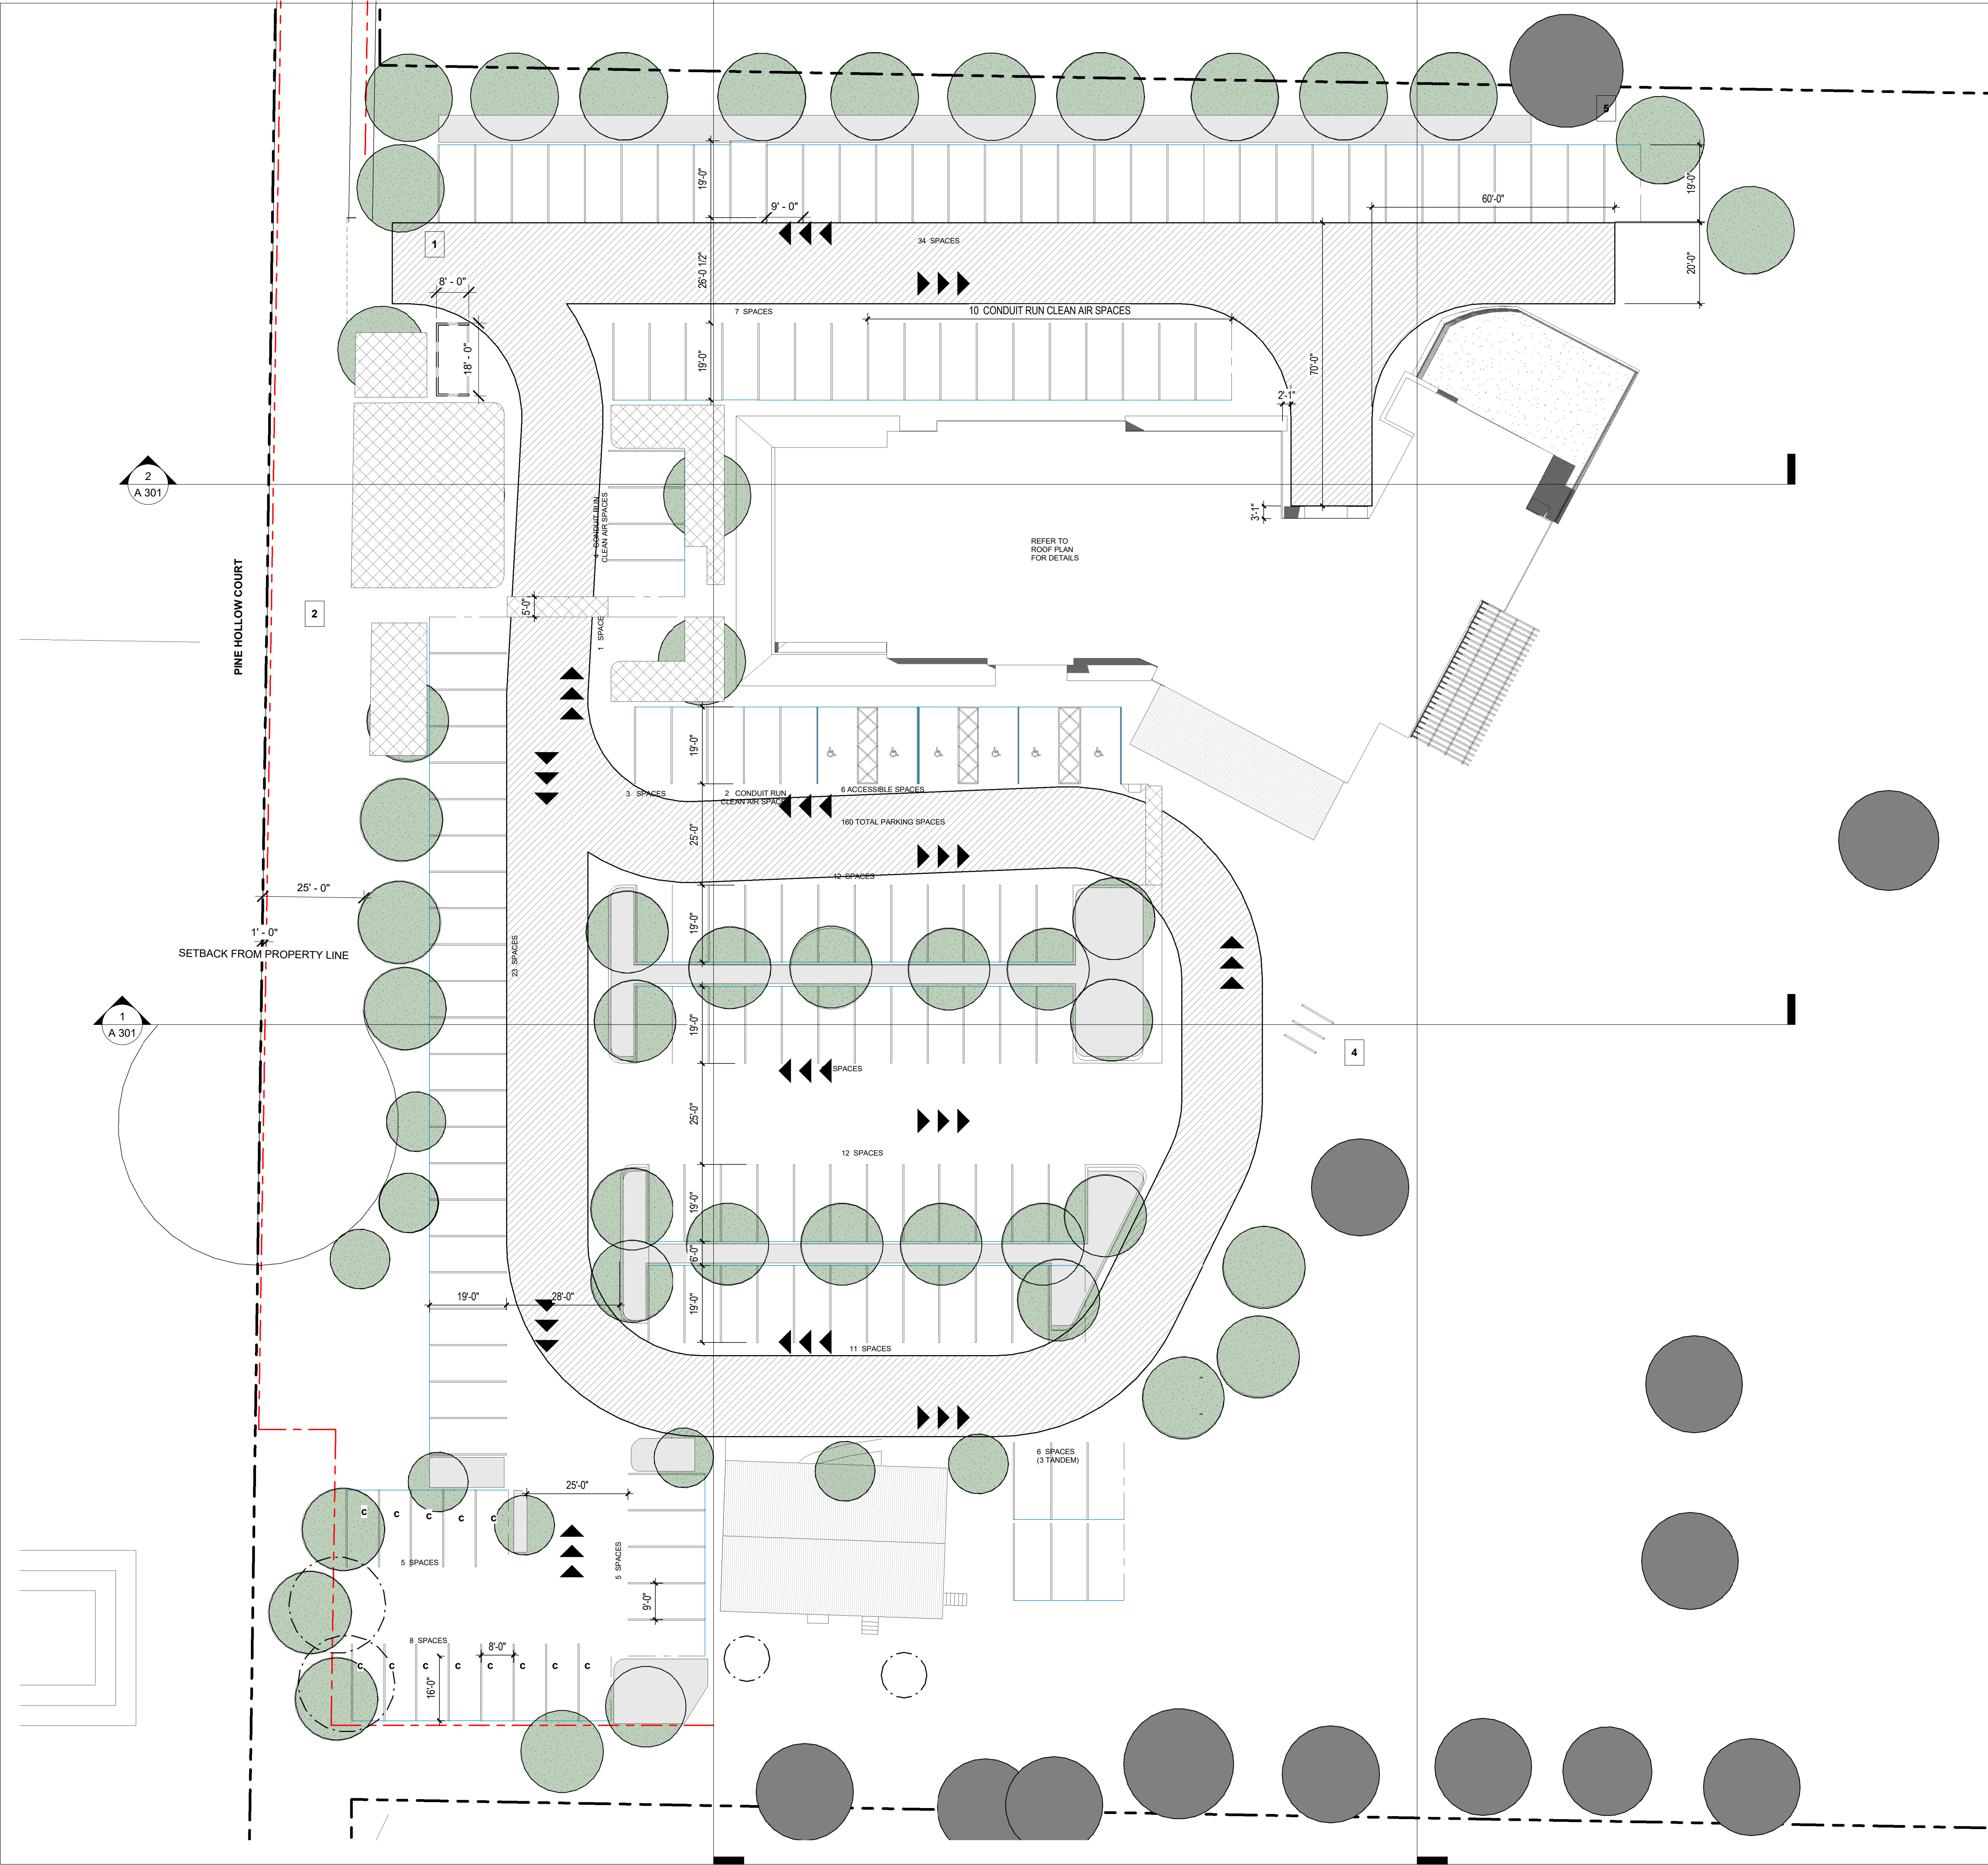 5
19'-0"
9' - 0"
60'-0"
19'-0"
1
34 SPACES
26'-0 1/2"
20'-0"
8' - 0"
7 SPACES
10 CONDUIT RUN CLEAN AIR SPACES
18' - 0"
19'-0"
70'-0"
2'-1"
2
A 301
4 CONDUIT RUN
CLEAN AIR SPACES
3'-1"
REFER TO
ROOF PLAN
FOR DETAILS
PINE HOLLOW COURT
2
5'-0"
1 SPACE
19'-0"
3 SPACES
2 CONDUIT RUN
CLEAN AIR SPACE
6 ACCESSIBLE SPACES
160 TOTAL PARKING SPACES
25'-0"
12 SPACES
25' - 0"
19'-0"
1' - 0"
SETBACK FROM PROPERTY LINE
23 SPACES
1
A 301
19'-0"
4
SPACES
25'-0"
12 SPACES
19'-0"
6'-0"
19'-0"
19'-0"
28'-0"
11 SPACES
6 SPACES
(3 TANDEM)
25'-0"
C C C C C
5 SPACES
5 SPACES
9'-0"
8 SPACES
8'-0"
C C C C C C C C
16'-0"